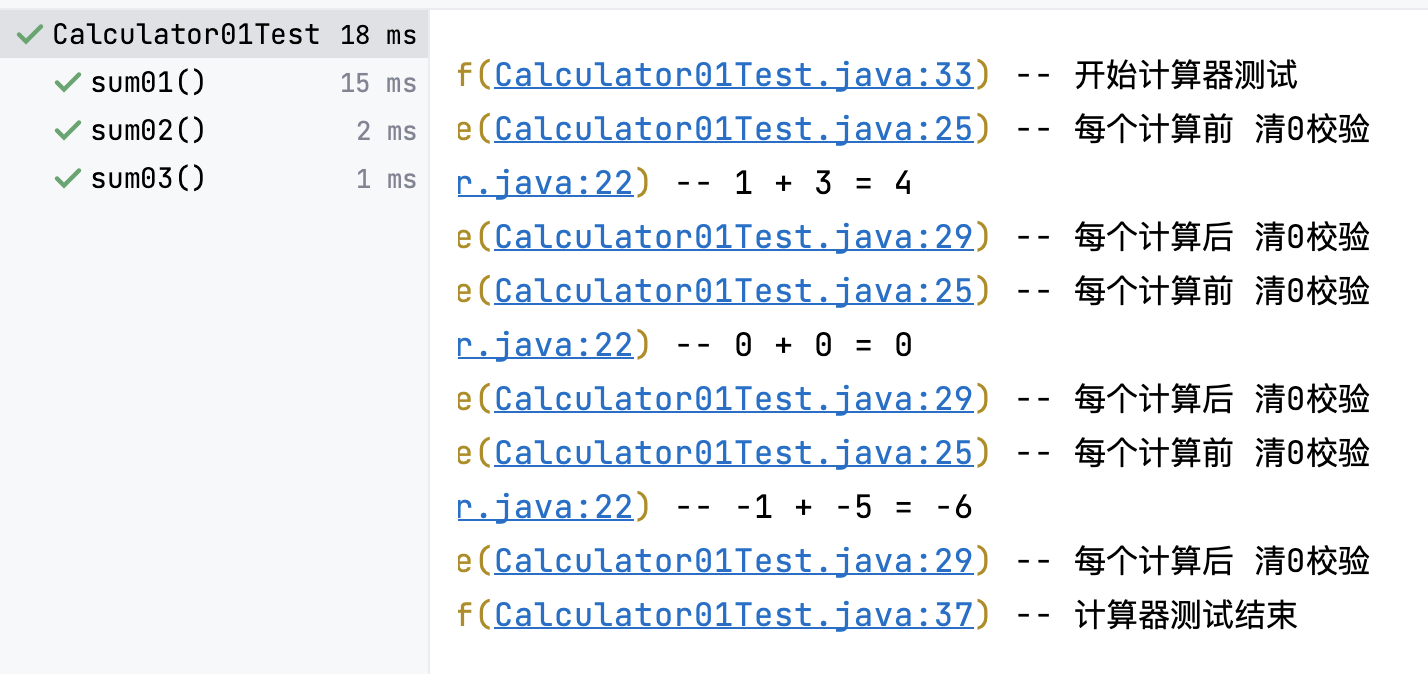 Calculator01Test 18 ms
sum01() 15 ms
sum02() 2 ms
sum03() 1 ms
f(Calculator01Test.java:33) -- 开始计算器测试
e(Calculator01Test.java:25) -- 每个计算前 清0校验
r.java:22) -- 1 + 3 = 4
e(Calculator01Test.java:29) -- 每个计算后 清0校验
e(Calculator01Test.java:25) -- 每个计算前 清0校验
r.java:22) -- 0 + 0 = 0
e(Calculator01Test.java:29) -- 每个计算后 清0校验
e(Calculator01Test.java:25) -- 每个计算前 清0校验
r.java:22) -- -1 + -5 = -6
e(Calculator01Test.java:29) -- 每个计算后 清0校验
f(Calculator01Test.java:37) -- 计算器测试结束